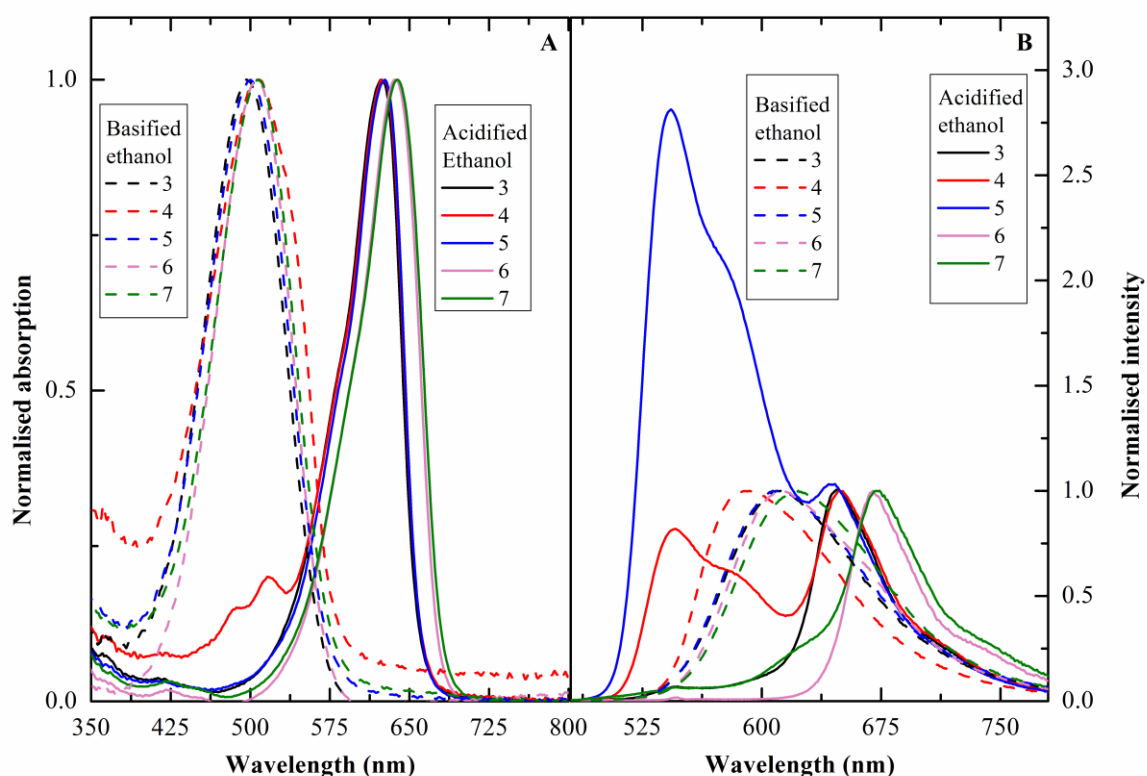 A
B
Basified
ethanol
3
4
5
6
7
Acidified
Ethanol
3
4
5
6
7
Basified
ethanol
3
4
5
6
7
Acidified
ethanol
3
4
5
6
7
Normalised absorption
1.0
0.5
0.0
Normalised intensity
3.0
2.5
2.0
1.5
1.0
0.5
0.0
350 425 500 575 650 725 800
525 600 675 750
Wavelength (nm)
Wavelength (nm)